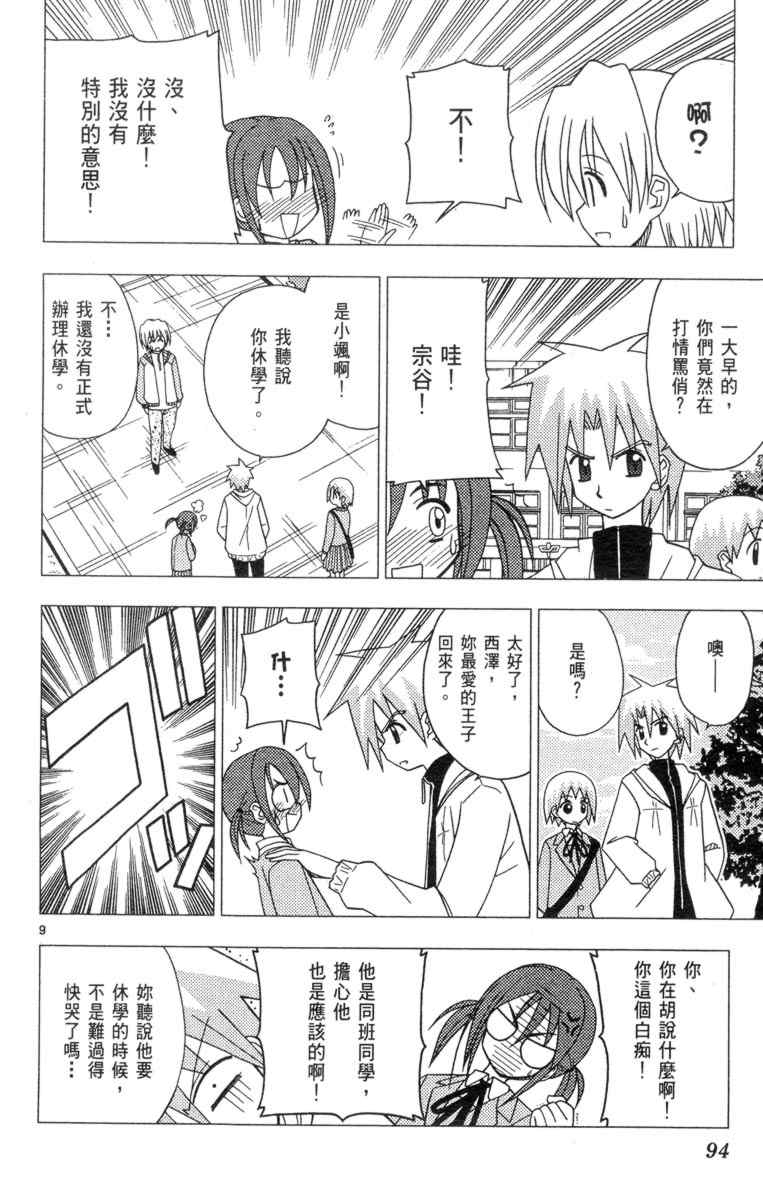 啊？
不！
沒、
沒什麼！
我沒有
特別的意思！
一大早的，
你們竟然在
打情罵俏？
哇！
宗谷！
是小颯啊！
我聽說
你休學了。
不…
我還沒有正式
辦理休學。
噢——
是嗎？
太好了，
西澤，
妳最愛的王子
回來了。
什…
ゴゴッ
你、
你在胡說什麼啊！
你這個白痴！
他是同班同學，
擔心他
也是應該的啊！
妳聽說他要
休學的時候，
不是難過得
快哭了嗎…
9
94